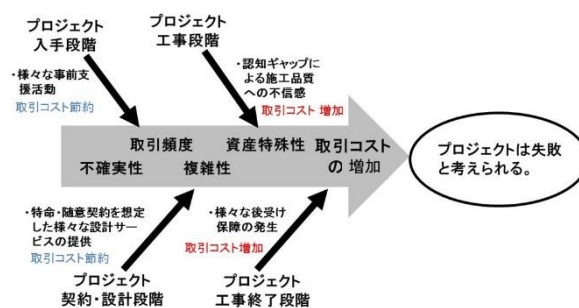 プロジェクト
入手段階
・様々な事前支
援活動
取引コスト節約
プロジェクト
工事段階
・認知ギャップに
よる施工品質
への不信感
取引コスト 増加
取引頻度
資産特殊性
不確実性
複雑性
取引コスト
の 増加
プロジェクトは失敗
と考えられる。
・特命・随意契約を想定
した様々な設計サー
ビスの提供
取引コスト節約
プロジェクト
契約・設計段階
・様々な後受け
保障の発生
取引コスト増加
プロジェクト
工事終了段階